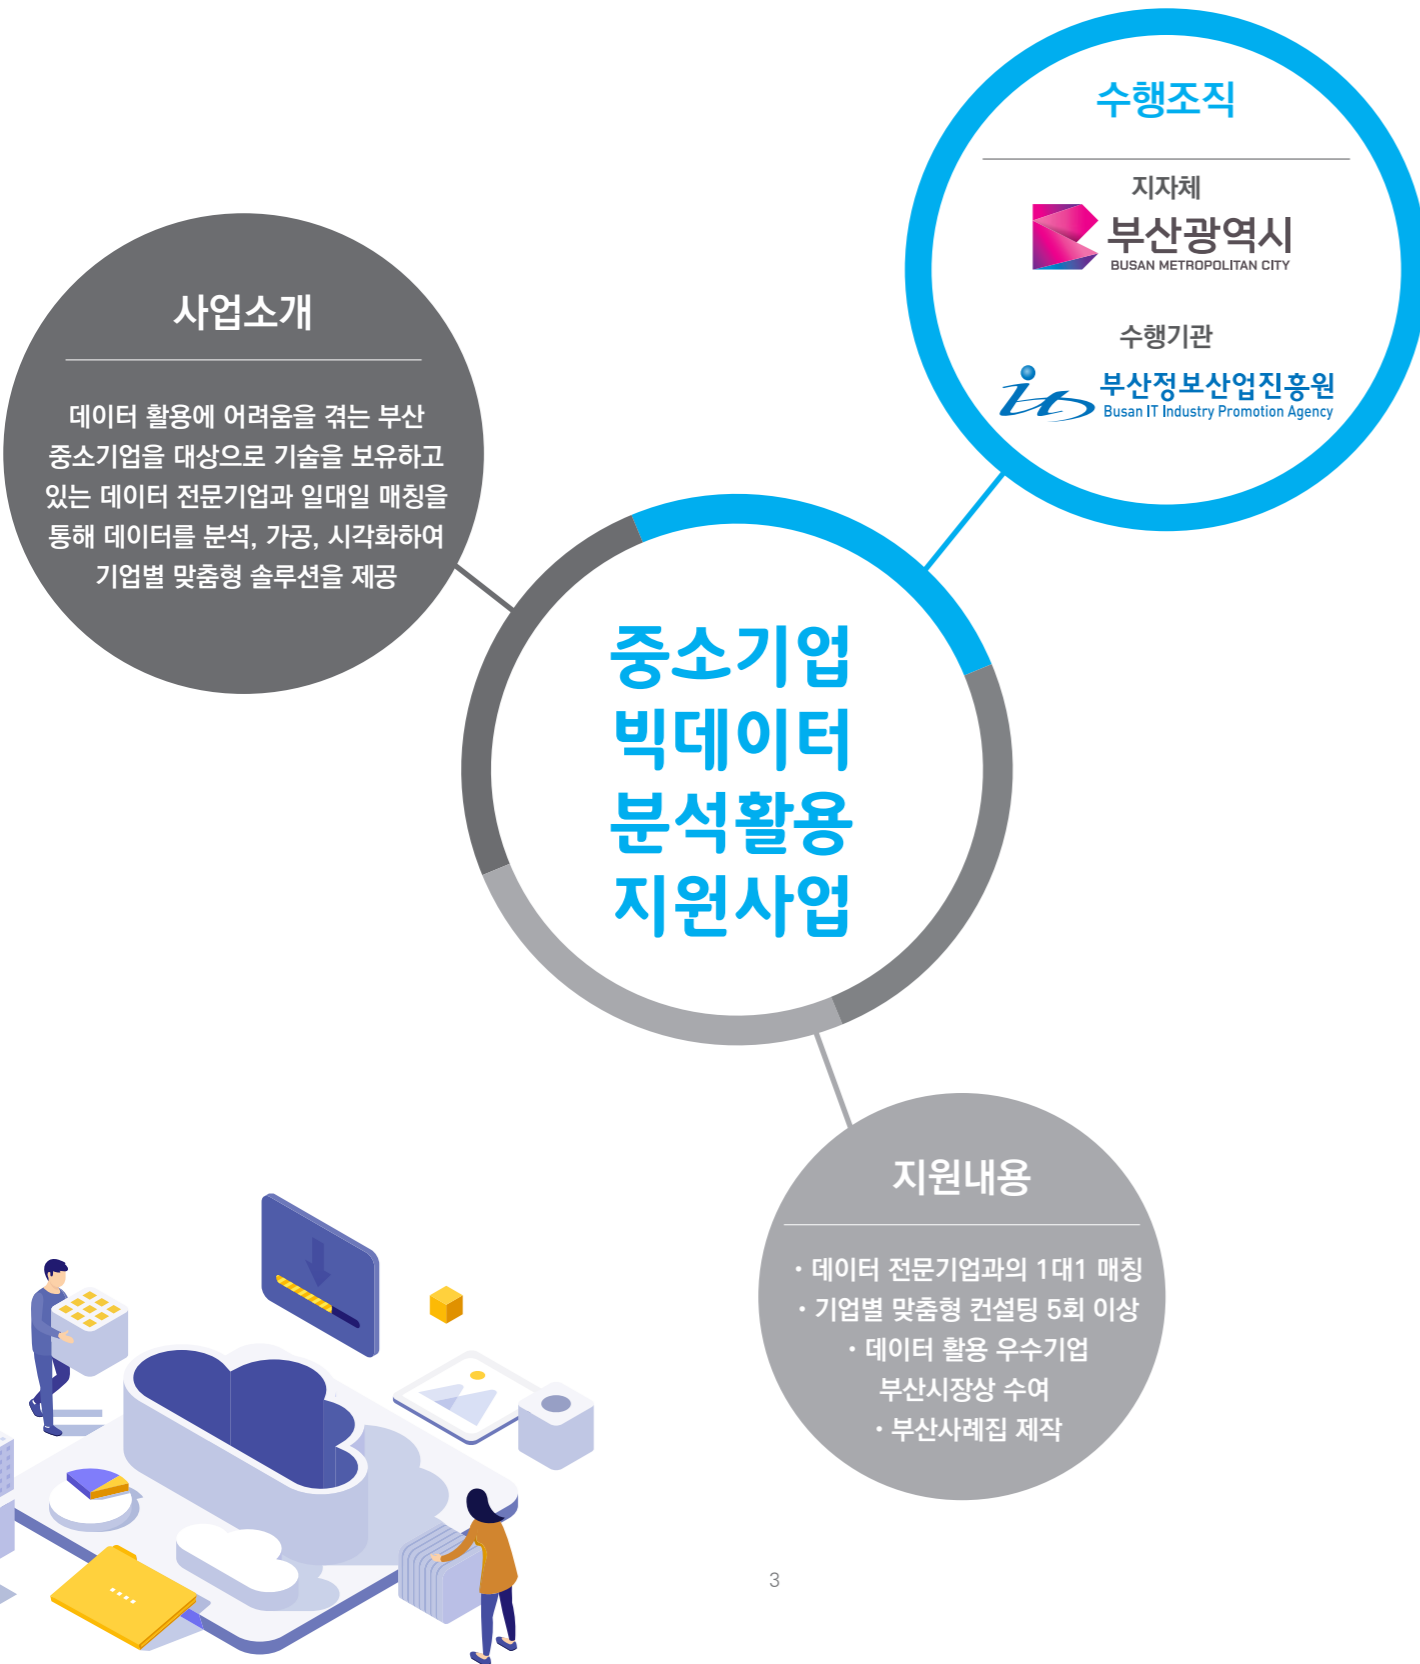 수행조직
지자체
부산광역시
BUSAN METROPOLITAN CITY
수행기관
부산정보산업진흥원
Busan IT Industry Promotion Agency
사업소개
데이터 활용에 어려움을 겪는 부산
중소기업을 대상으로 기술을 보유하고
있는 데이터 전문기업과 일대일 매칭을
통해 데이터를 분석, 가공, 시각화하여
기업별 맞춤형 솔루션을 제공
중소기업
빅데이터
분석활용
지원사업
지원내용
• 데이터 전문기업과의 1대1 매칭
• 기업별 맞춤형 컨설팅 5회 이상
• 데이터 활용 우수기업
부산시장상 수여
• 부산사례집 제작
3